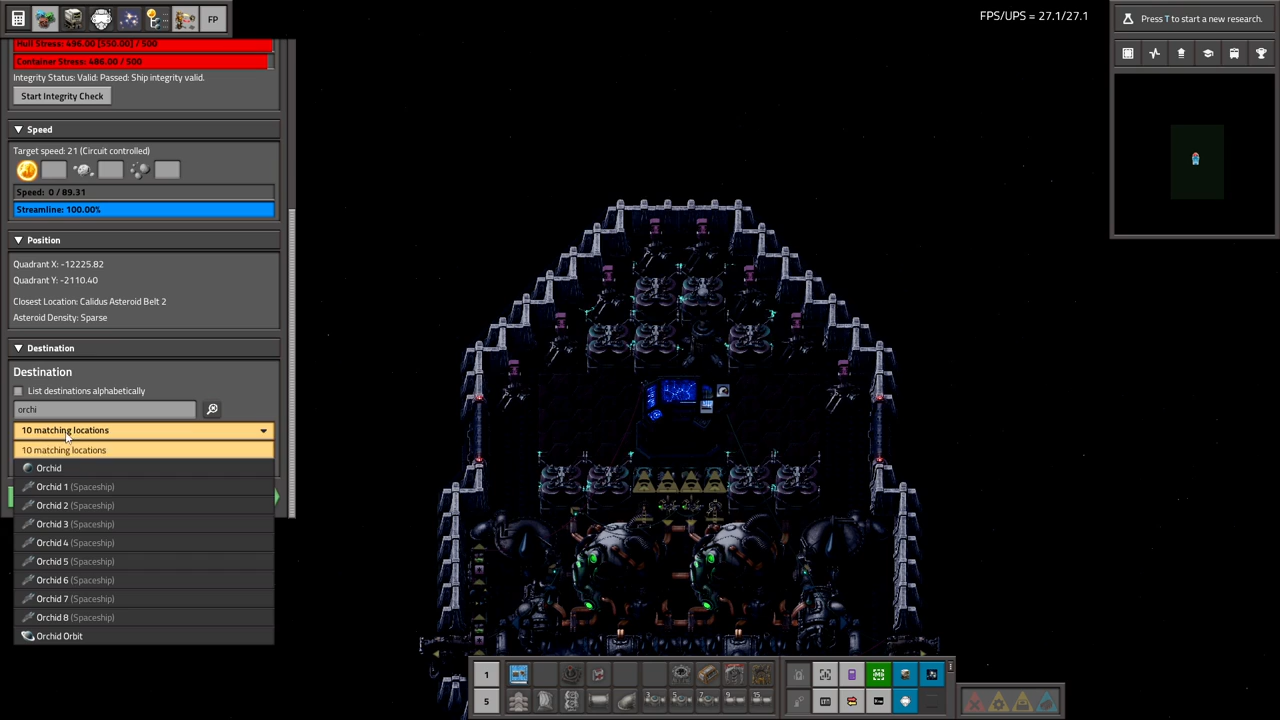 FP
FPS/UPS = 27.1/27.1
Press T to start a new research.
Hull Stress: 496.00 [550.00] / 500
Container Stress: 486.00 / 500
Integrity Status: Valid: Passed: Ship integrity valid.
Start Integrity Check
Speed
Target speed: 21 (Circuit controlled)
Speed: 0 / 89.31
Streamline: 100.00%
Position
Quadrant X: -12225.82
Quadrant Y: -2110.40
Closest Location: Calidus Asteroid Belt 2
Asteroid Density: Sparse
Destination
Destination
List destinations alphabetically
orchi
10 matching locations
10 matching locations
Orchid
Orchid 1 (Spaceship)
Orchid 2 (Spaceship)
Orchid 3 (Spaceship)
Orchid 4 (Spaceship)
Orchid 5 (Spaceship)
Orchid 6 (Spaceship)
Orchid 7 (Spaceship)
Orchid 8 (Spaceship)
Orchid Orbit
1
5 3 5 7 9 15